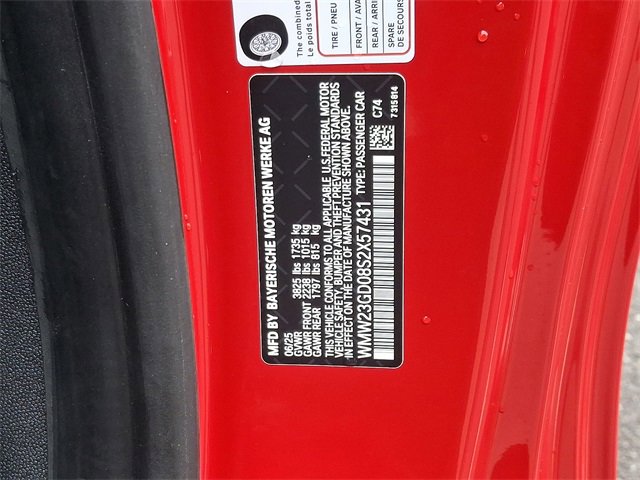 The combined
Le poids total
TIRE / PNEU
FRONT / AVA
REAR / ARRI
SPARE
DE SECOURS
MFD BY BAYERISCHE MOTOREN WERKE AG
06/25
GVWR 3825 lbs 1735 kg
GAWR FRONT 2238 lbs 1015 kg
GAWR REAR 1797 lbs 815 kg
THIS VEHICLE CONFORMS TO ALL APPLICABLE U.S. FEDERAL MOTOR
VEHICLE SAFETY, BUMPER AND THEFT PREVENTION STANDARDS
IN EFFECT ON THE DATE OF MANUFACTURE SHOWN ABOVE.
WMW23GD08S2X57431 TYPE: PASSENGER CAR
C74
7315814